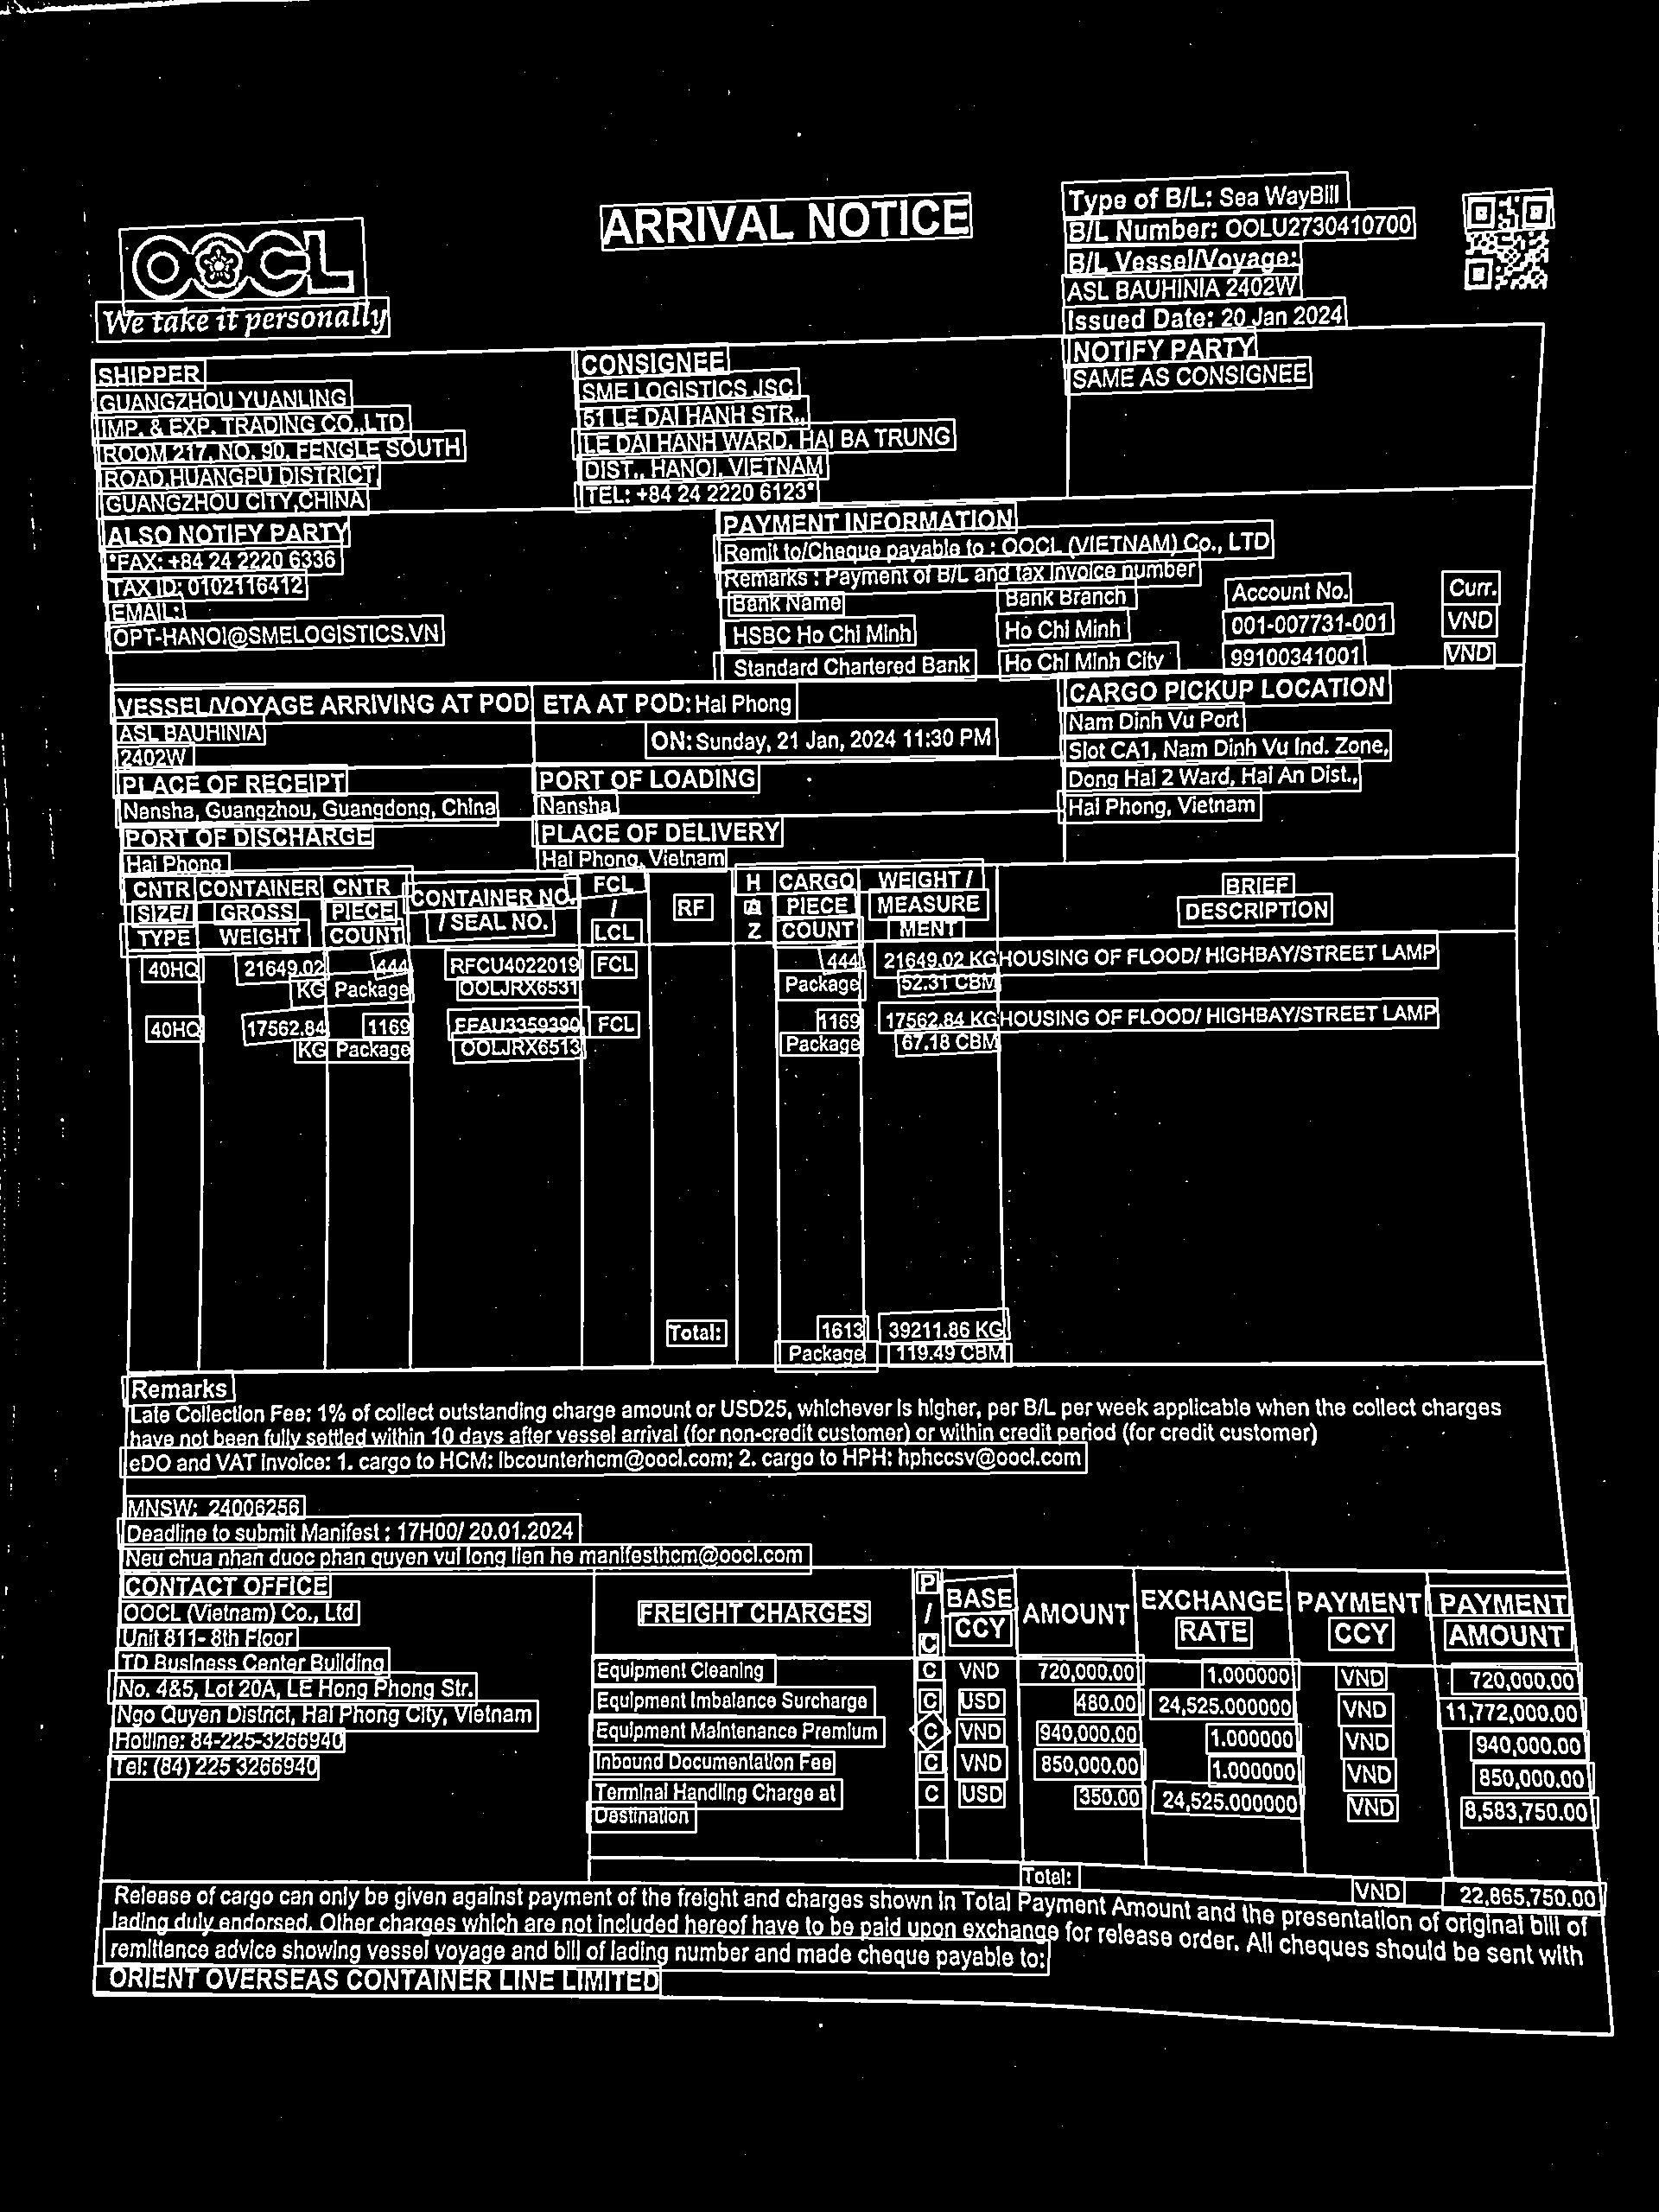 OOCL
We take it personally
ARRIVAL NOTICE
Type of B/L: Sea WayBill
B/L Number: OOLU2730410700
B/L Vessel/Voyage:
ASL BAUHINIA 2402W
Issued Date: 20 Jan 2024
SHIPPER
GUANGZHOU YUANLING
IMP. & EXP. TRADING CO.,LTD
ROOM 217, NO. 90, FENGLE SOUTH
ROAD,HUANGPU DISTRICT
GUANGZHOU CITY,CHINA
CONSIGNEE
SME LOGISTICS JSC
51 LE DAI HANH STR.,
LE DAI HANH WARD, HAI BA TRUNG
DIST., HANOI, VIETNAM
TEL: +84 24 2220 6123*
NOTIFY PARTY
SAME AS CONSIGNEE
ALSO NOTIFY PARTY
*FAX: +84 24 2220 6336
TAX ID: 0102116412
EMAIL:
OPT-HANOI@SMELOGISTICS.VN
PAYMENT INFORMATION
Remit to/Cheque payable to : OOCL (VIETNAM) Co., LTD
Remarks : Payment of B/L and tax invoice number
Bank Name Bank Branch Account No. Curr.
HSBC Ho Chi Minh Ho Chi Minh 001-007731-001 VND
Standard Chartered Bank Ho Chi Minh City 99100341001 VND
VESSEL/VOYAGE ARRIVING AT POD
ASL BAUHINIA
2402W
ETA AT POD: Hai Phong
ON: Sunday, 21 Jan, 2024 11:30 PM
CARGO PICKUP LOCATION
Nam Dinh Vu Port
Slot CA1, Nam Dinh Vu Ind. Zone,
Dong Hai 2 Ward, Hai An Dist.,
Hai Phong, Vietnam
PLACE OF RECEIPT
Nansha, Guangzhou, Guangdong, China
PORT OF LOADING
Nansha
PORT OF DISCHARGE
Hai Phong
PLACE OF DELIVERY
Hai Phong, Vietnam
CNTR CONTAINER CNTR CONTAINER NO. FCL H CARGO WEIGHT / BRIEF
SIZE/ GROSS PIECE / SEAL NO. / RF A PIECE MEASURE DESCRIPTION
TYPE WEIGHT COUNT LCL Z COUNT MENT
40HQ 21649.02 444 RFCU4022019 FCL 444 21649.02 KG HOUSING OF FLOOD/ HIGHBAY/STREET LAMP
KG Package OOLJRX6531 Package 52.31 CBM
40HQ 17562.84 1169 FFAU3359390 FCL 1169 17562.84 KG HOUSING OF FLOOD/ HIGHBAY/STREET LAMP
KG Package OOLJRX6513 Package 67.18 CBM
Total: 1613 39211.86 KG
Package 119.49 CBM
Remarks
Late Collection Fee: 1% of collect outstanding charge amount or USD25, whichever is higher, per B/L per week applicable when the collect charges
have not been fully settled within 10 days after vessel arrival (for non-credit customer) or within credit period (for credit customer)
eDO and VAT invoice: 1. cargo to HCM: ibcounterhcm@oocl.com; 2. cargo to HPH: hphccsv@oocl.com
MNSW: 24006256
Deadline to submit Manifest : 17H00/ 20.01.2024
Neu chua nhan duoc phan quyen vui long lien he manifesthcm@oocl.com
CONTACT OFFICE
OOCL (Vietnam) Co., Ltd
Unit 811- 8th Floor
TD Business Center Building
No. 4&5, Lot 20A, LE Hong Phong Str.
Ngo Quyen District, Hai Phong City, Vietnam
Hotline: 84-225-3266940
Tel: (84) 225 3266940
FREIGHT CHARGES P / C BASE CCY AMOUNT EXCHANGE RATE PAYMENT CCY PAYMENT AMOUNT
Equipment Cleaning C VND 720,000.00 1.000000 VND 720,000.00
Equipment Imbalance Surcharge C USD 480.00 24,525.000000 VND 11,772,000.00
Equipment Maintenance Premium C VND 940,000.00 1.000000 VND 940,000.00
Inbound Documentation Fee C VND 850,000.00 1.000000 VND 850,000.00
Terminal Handling Charge at C USD 350.00 24,525.000000 VND 8,583,750.00
Destination
Total: VND 22,865,750.00
Release of cargo can only be given against payment of the freight and charges shown in Total Payment Amount and the presentation of original bill of
lading duly endorsed. Other charges which are not included hereof have to be paid upon exchange for release order. All cheques should be sent with
remittance advice showing vessel voyage and bill of lading number and made cheque payable to:
ORIENT OVERSEAS CONTAINER LINE LIMITED